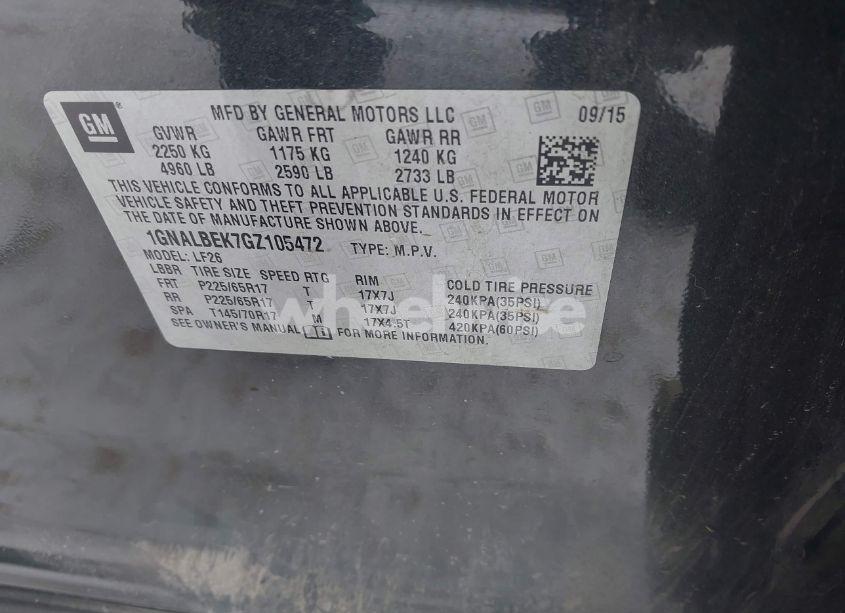 GM
MFD BY GENERAL MOTORS LLC 09/15
GVWR GAWR FRT GAWR RR
2250 KG 1175 KG 1240 KG
4960 LB 2590 LB 2733 LB
THIS VEHICLE CONFORMS TO ALL APPLICABLE U.S. FEDERAL MOTOR
VEHICLE SAFETY AND THEFT PREVENTION STANDARDS IN EFFECT ON
THE DATE OF MANUFACTURE SHOWN ABOVE.
1GNALBEK7GZ105472 TYPE: M.P.V.
MODEL: LF26
LBBR TIRE SIZE SPEED RTG RIM COLD TIRE PRESSURE
FRT P225/65R17 T 17X7J 240KPA(35PSI)
RR P225/65R17 T 17X7J 240KPA(35PSI)
SPA T145/70R17 M 17X4.5T 420KPA(60PSI)
SEE OWNER'S MANUAL FOR MORE INFORMATION.